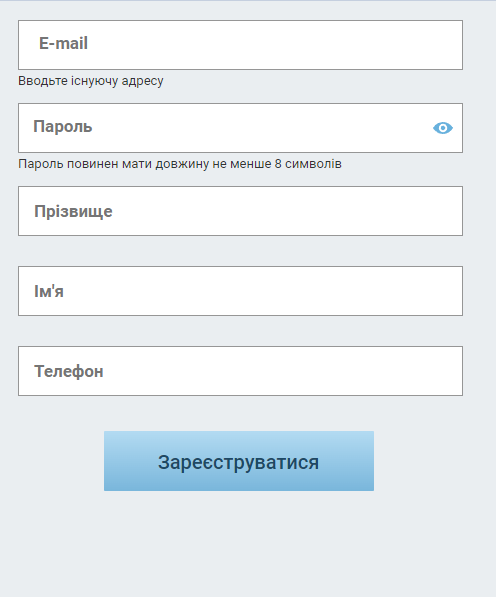 E-mail
Вводьте існуючу адресу
Пароль
Пароль повинен мати довжину не менше 8 символів
Прізвище
Ім'я
Телефон
Зареєструватися